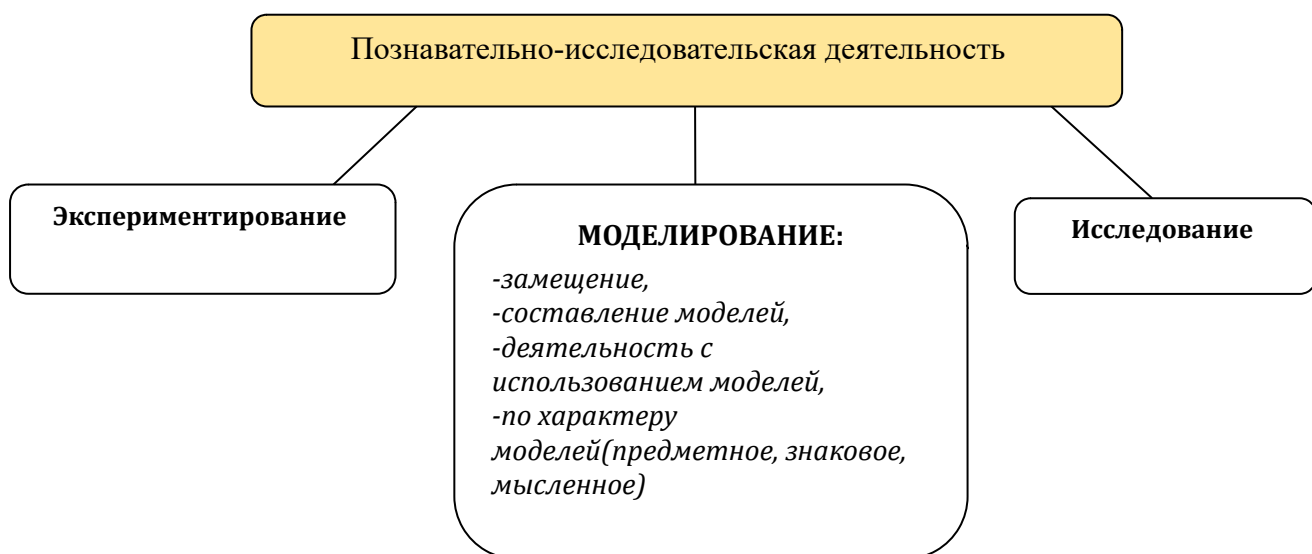 Познавательно-исследовательская деятельность
Экспериментирование
МОДЕЛИРОВАНИЕ:
-замещение,
-составление моделей,
-деятельность с
использованием моделей,
-по характеру
моделей(предметное, знаковое,
мысленное)
Исследование